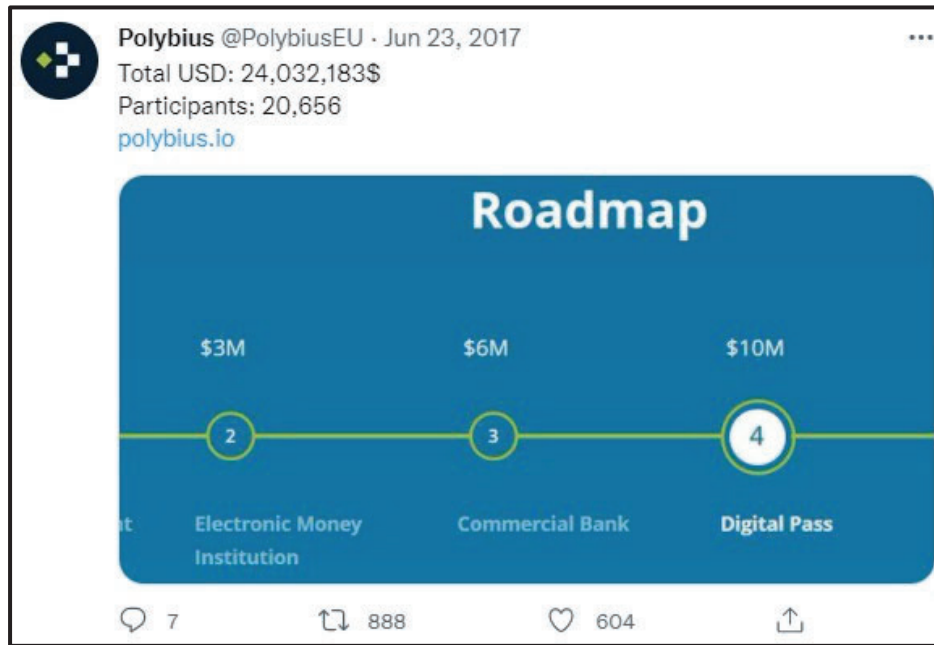 Polybius @PolybiusEU · Jun 23, 2017
Total USD: 24,032,183$
Participants: 20,656
polybius.io
Roadmap
$3M $6M $10M
2 3 4
nt Electronic Money Commercial Bank Digital Pass
Institution
7 888 604